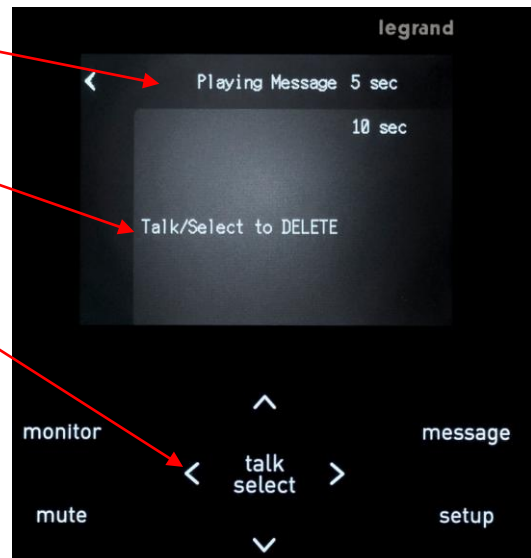 legrand
Playing Message 5 sec
10 sec
Talk/Select to DELETE
monitor
message
talk
select
mute
setup